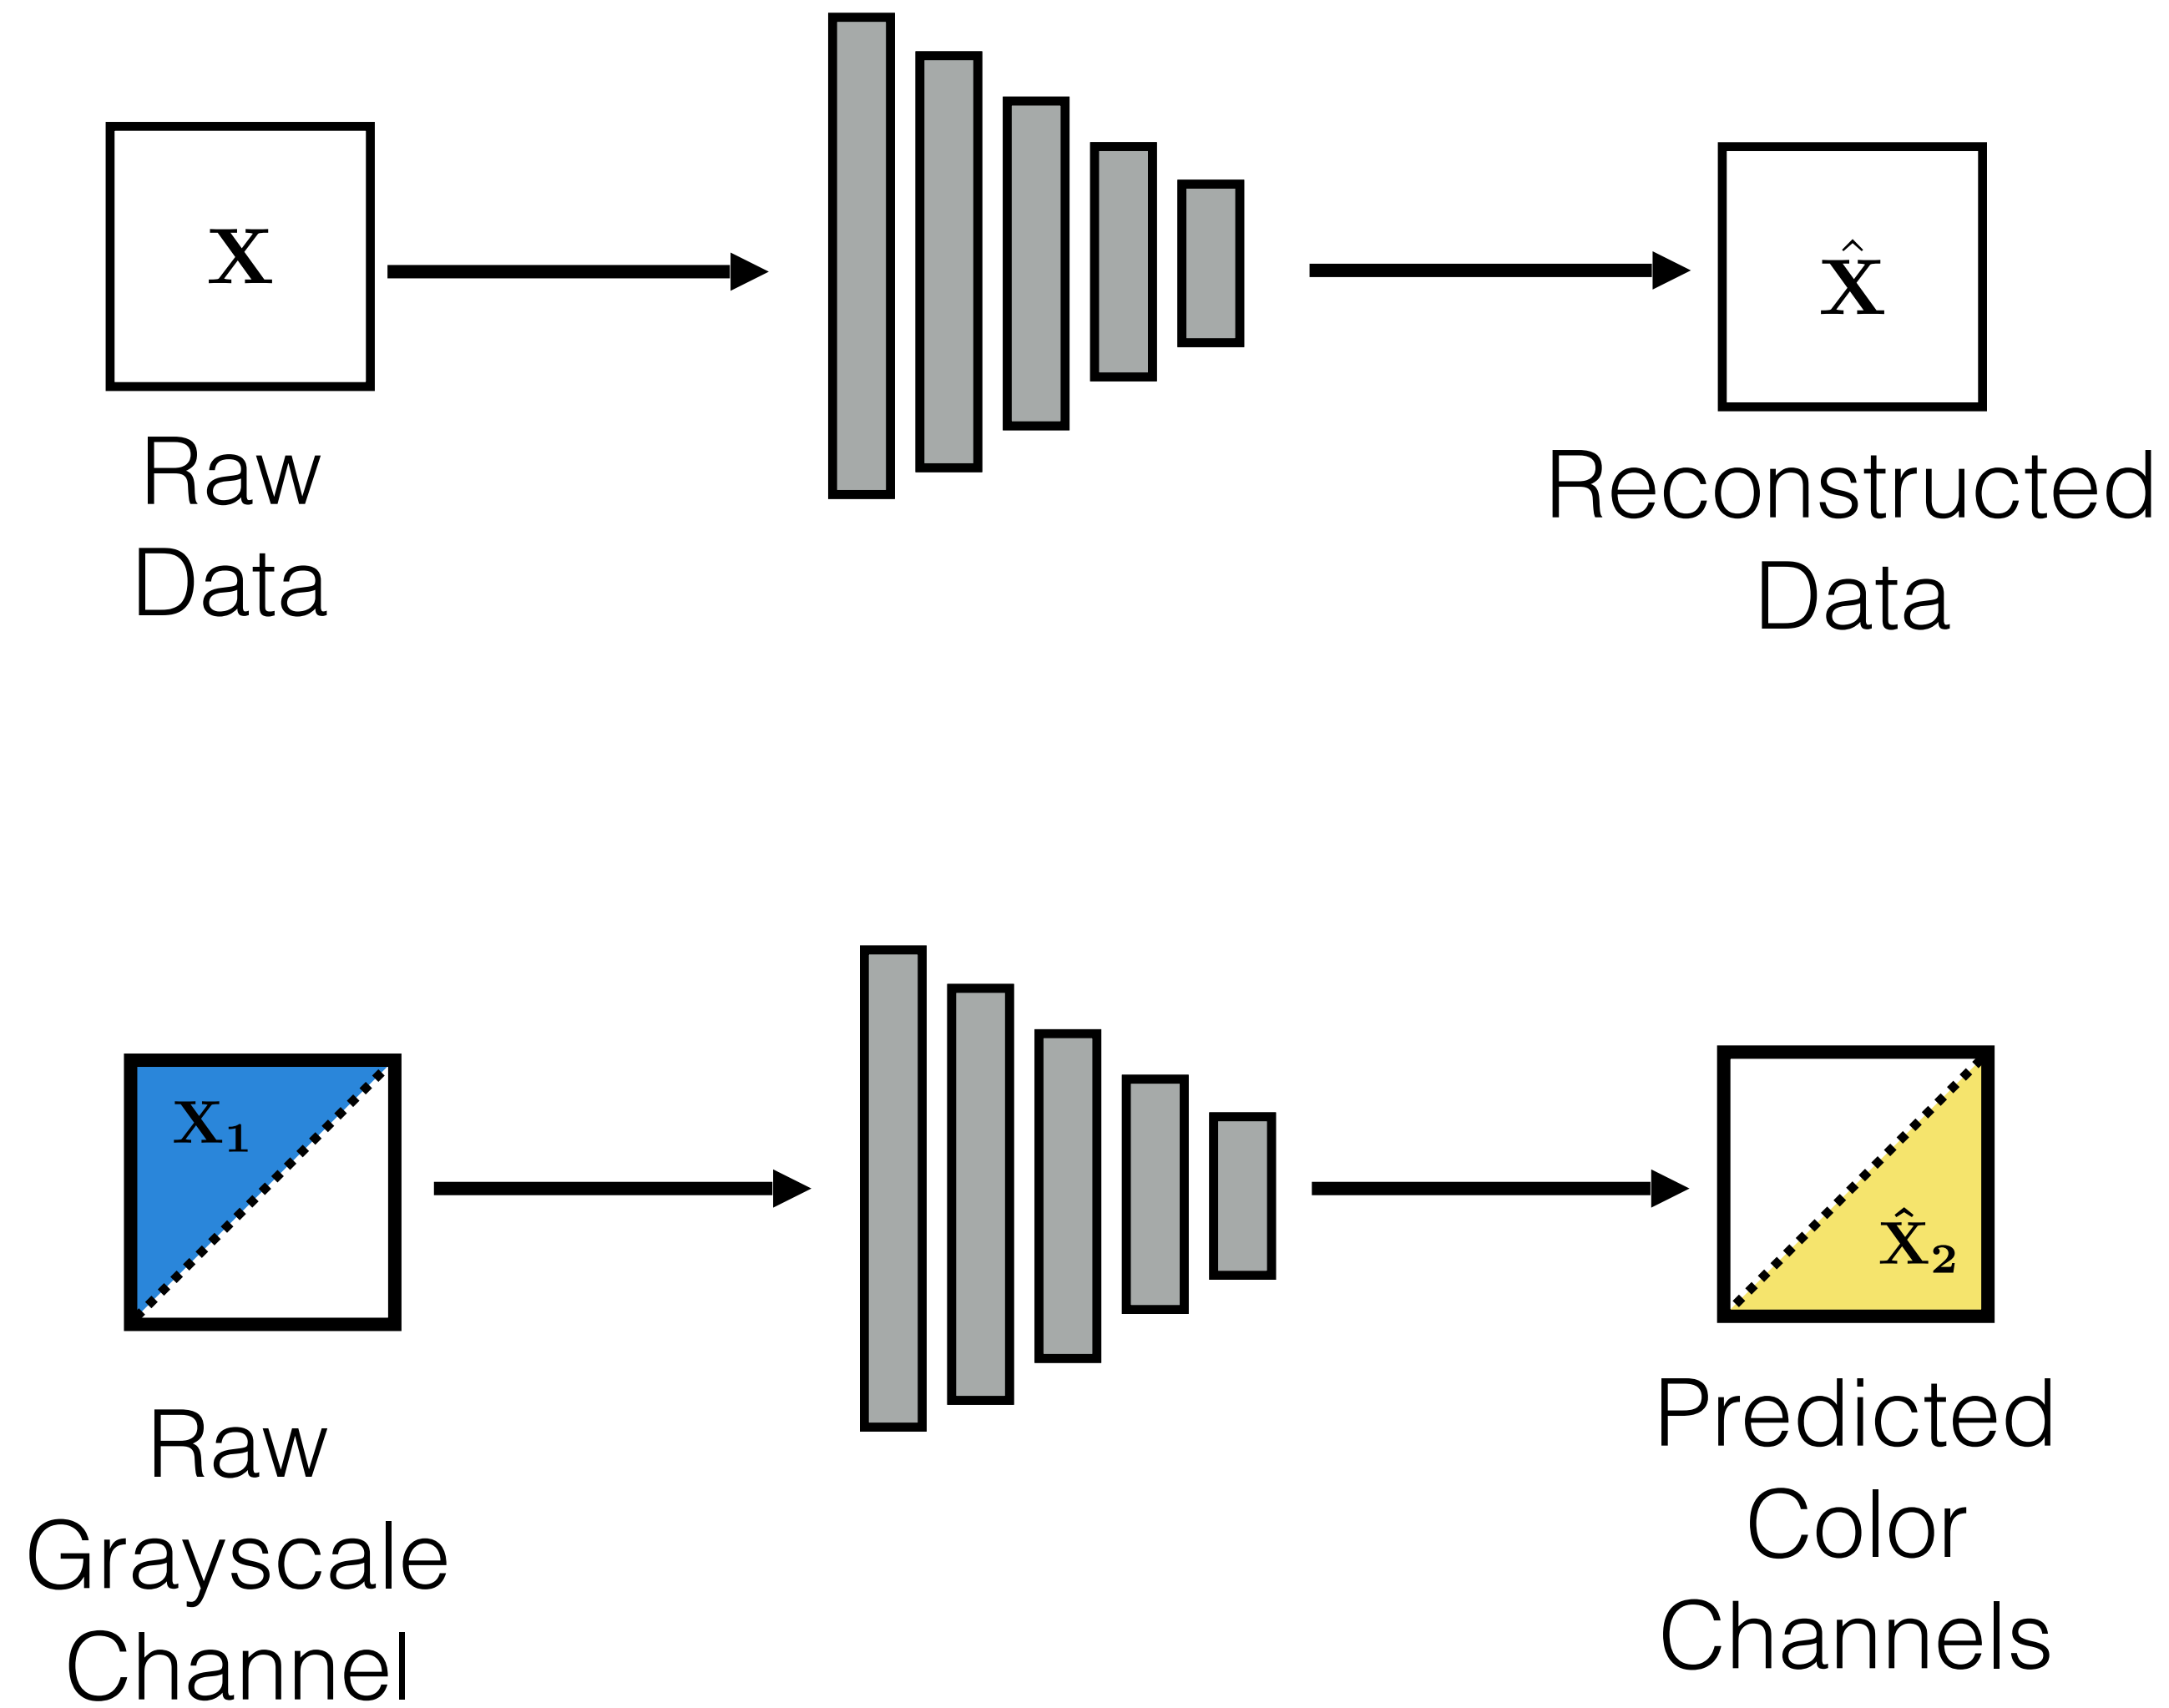 𝐱
x̂
Raw
Data
Reconstructed
Data
x₁
x̂₂
Raw
Grayscale
Channel
Predicted
Color
Channels